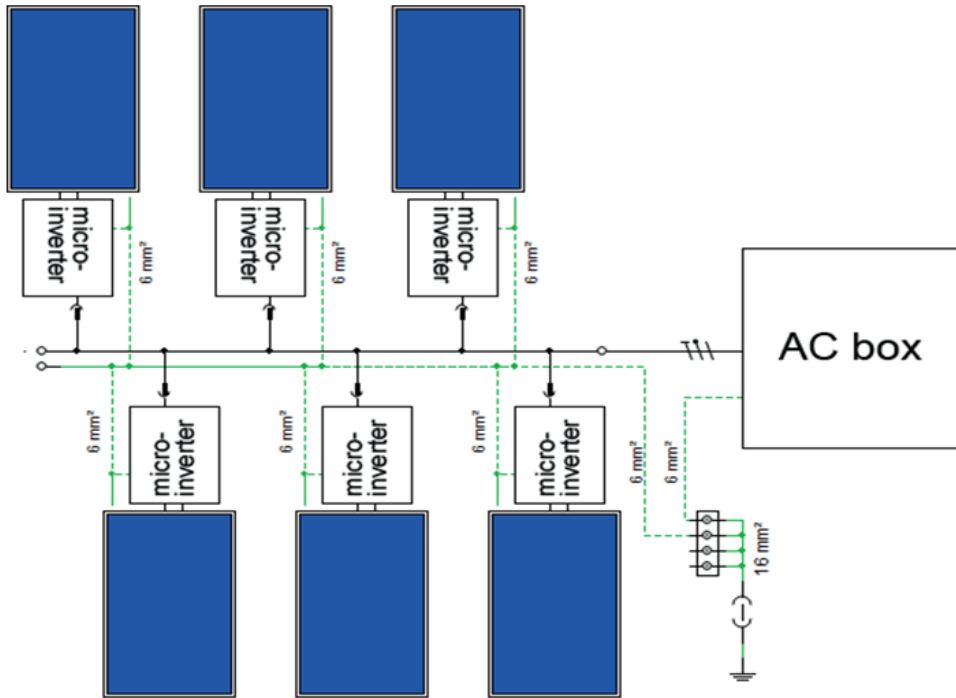 micro-
inverter
6 mm²
micro-
inverter
6 mm²
micro-
inverter
6 mm²
AC box
6 mm²
micro-
inverter
6 mm²
micro-
inverter
6 mm²
micro-
inverter
6 mm²
6 mm²
16 mm²